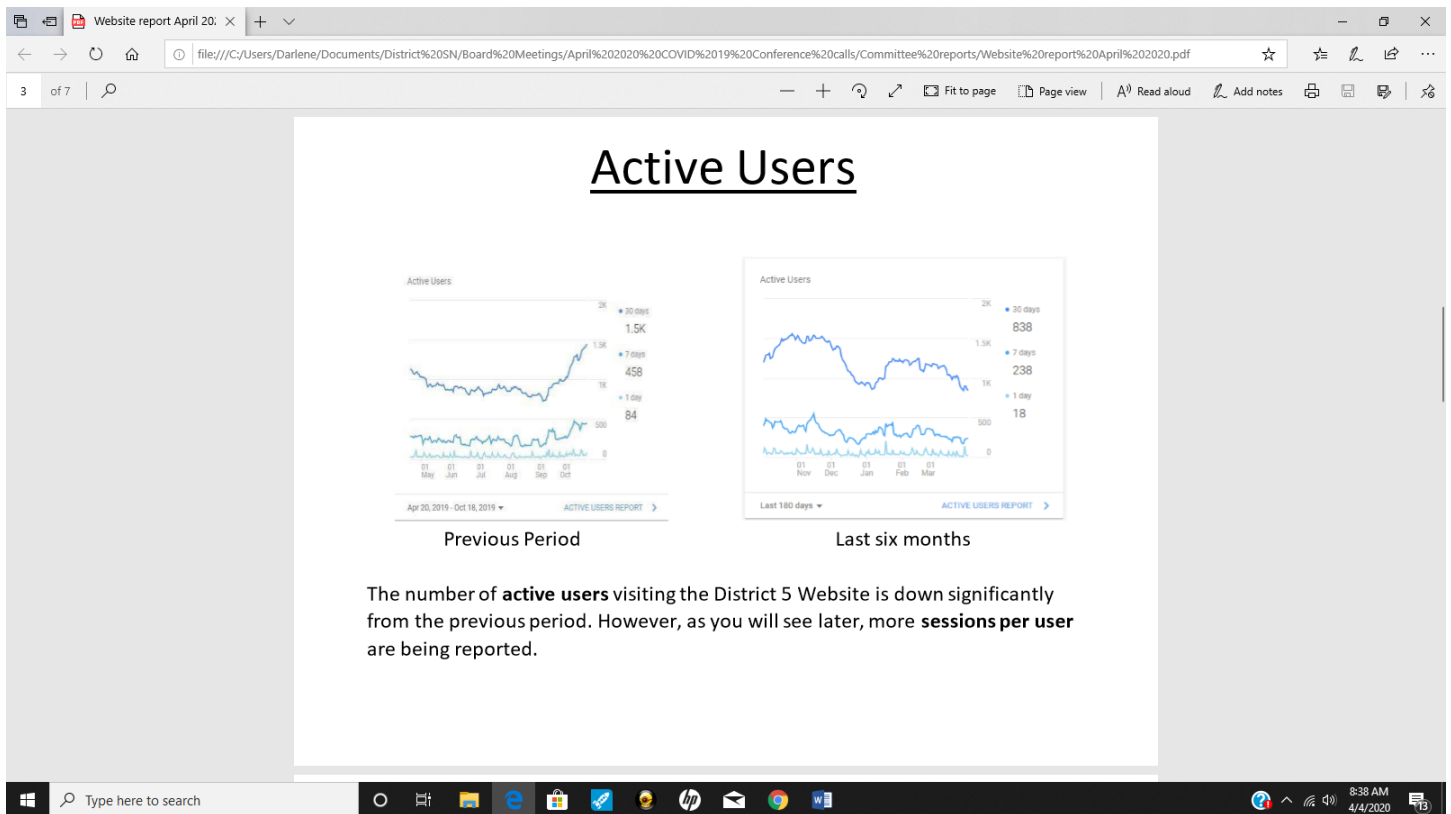 Website report April 20:
file:///C:/Users/Darlene/Documents/District%20SN/Board%20Meetings/April%202020%20COVID%2019%20Conference%20calls/Committee%20reports/Website%20report%20April%202020.pdf
3 of 7 Fit to page Page view Read aloud Add notes
Active Users
Active Users
2K
30 days
1.5K
1.5K
7 days
458
1K
1 day
84
500
0
01 01 01 01 01 01
May Jun Jul Aug Sep Oct
Apr 20, 2019 - Oct 18, 2019 ACTIVE USERS REPORT
Previous Period
Active Users
2K
30 days
838
1.5K
7 days
238
1K
1 day
18
500
0
01 01 01 01 01
Nov Dec Jan Feb Mar
Last 180 days ACTIVE USERS REPORT
Last six months
The number of active users visiting the District 5 Website is down significantly
from the previous period. However, as you will see later, more sessions per user
are being reported.
Type here to search
hp
8:38 AM
4/4/2020
13